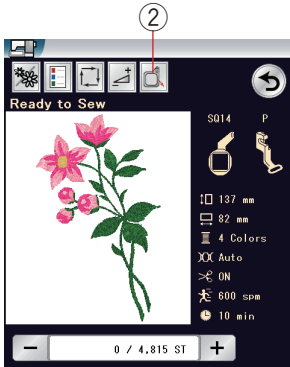 ②
Ready to Sew
SQ14 P
137 mm
82 mm
4 Colors
Auto
ON
600 spm
10 min
− 0 / 4,815 ST +